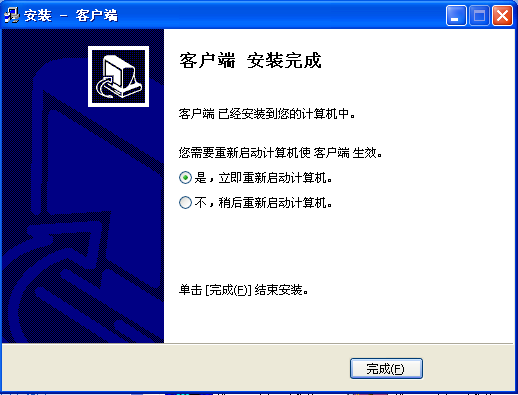 安装 - 客户端
客户端 安装完成
客户端 已经安装到您的计算机中。
您需要重新启动计算机使 客户端 生效。
是，立即重新启动计算机。
不，稍后重新启动计算机。
单击 [完成(F)] 结束安装。
完成(F)